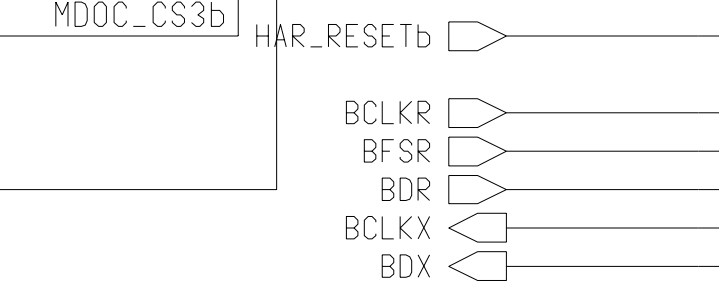 MDOC_CS3b
HAR_RESETb
BCLKR
BFSR
BDR
BCLKX
BDX